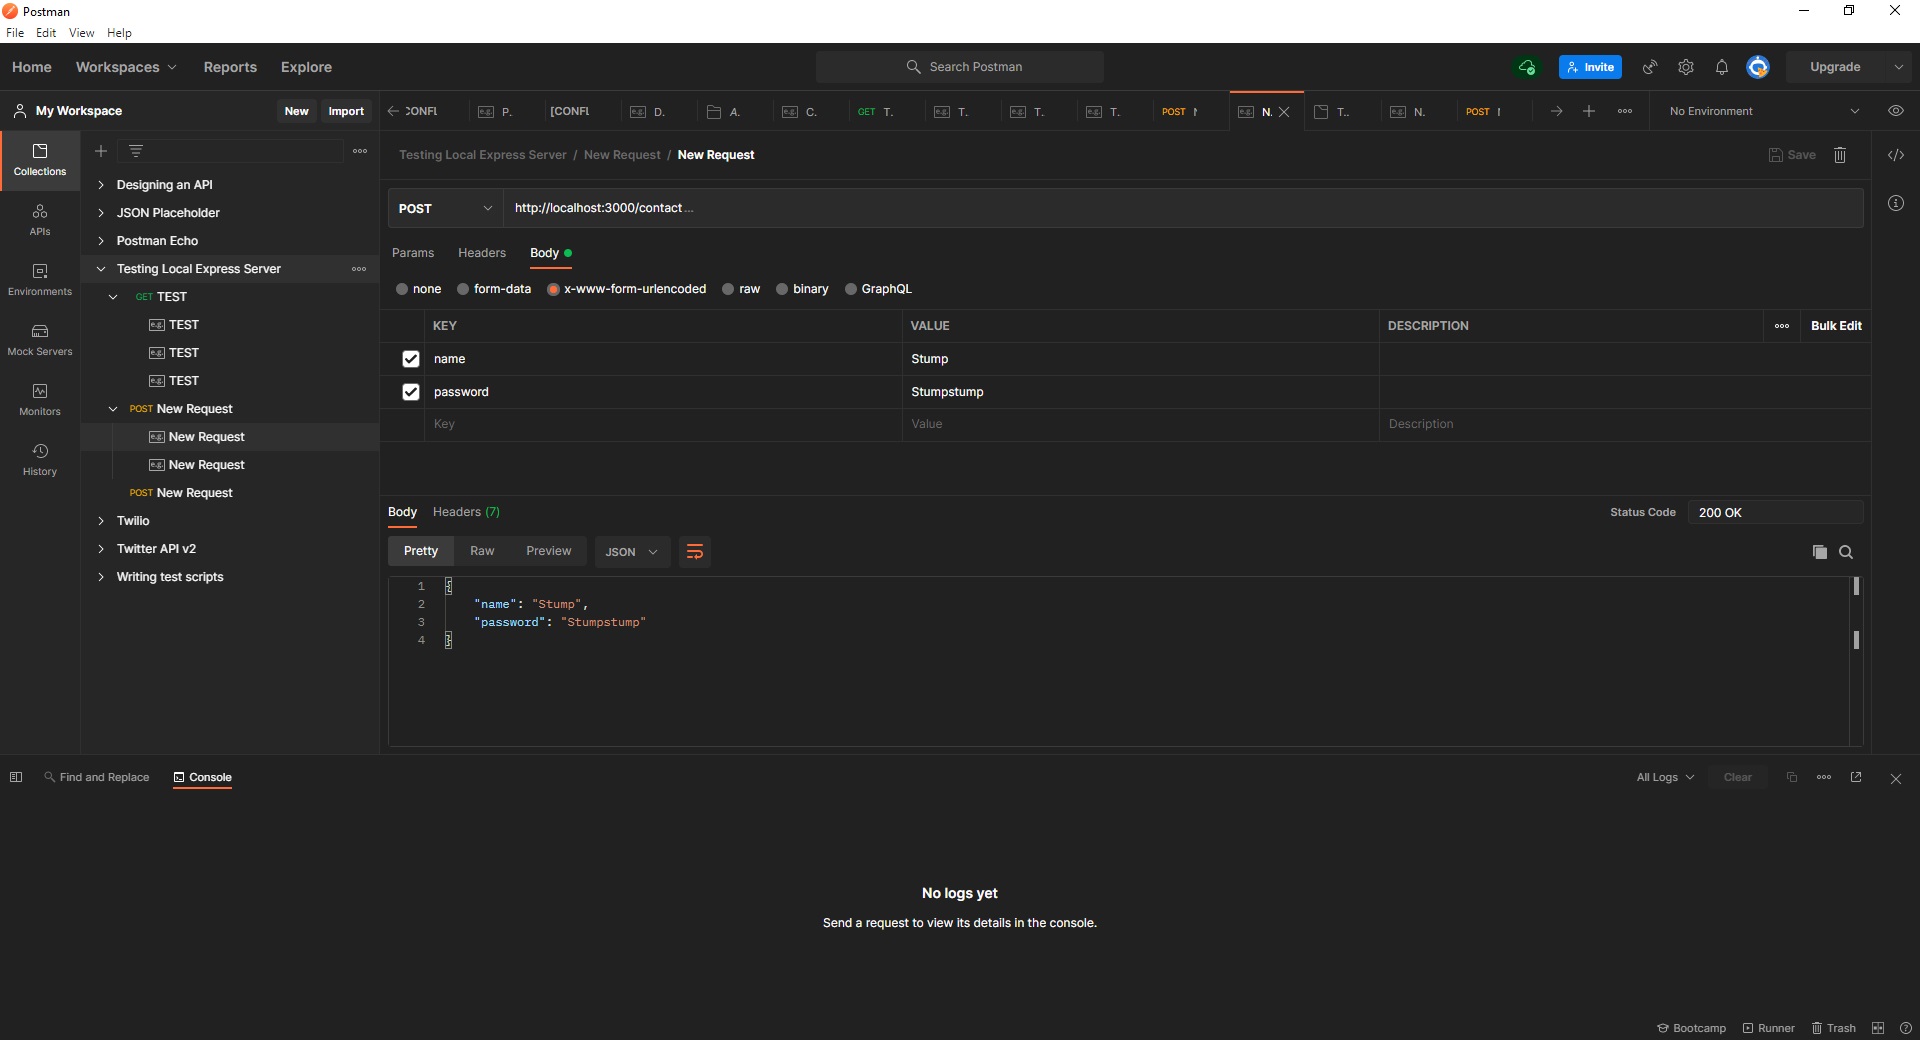 Postman
File Edit View Help
Home Workspaces Reports Explore
Search Postman
Invite
Upgrade
My Workspace
New Import
CONFI
e.g. P.
[CONFI
e.g. D.
A.
e.g. C.
GET T.
e.g. T.
e.g. T.
e.g. T.
POST
e.g. N.
T..
e.g. N.
POST
No Environment
Collections
APIs
Environments
Mock Servers
Monitors
History
Designing an API
JSON Placeholder
Postman Echo
Testing Local Express Server
GET TEST
e.g. TEST
e.g. TEST
e.g. TEST
POST New Request
e.g. New Request
e.g. New Request
POST New Request
Twilio
Twitter API v2
Writing test scripts
Testing Local Express Server / New Request / New Request
Save
POST http://localhost:3000/contact ...
Params Headers Body
none form-data x-www-form-urlencoded raw binary GraphQL
KEY VALUE DESCRIPTION Bulk Edit
name Stump
password Stumpstump
Key Value Description
Body Headers (7)
Status Code 200 OK
Pretty Raw Preview JSON
1 {
2 "name": "Stump",
3 "password": "Stumpstump"
4 }
Find and Replace Console
All Logs Clear
No logs yet
Send a request to view its details in the console.
Bootcamp Runner Trash